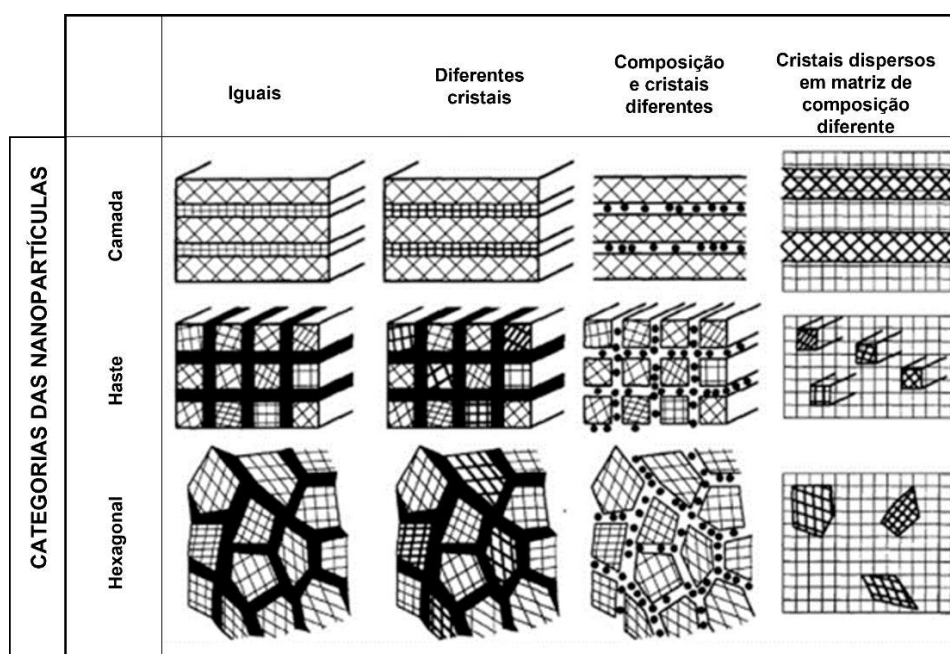 Iguais
Diferentes
cristais
Composição
e cristais
diferentes
Cristais dispersos
em matriz de
composição
diferente
CATEGORIAS DAS NANOPARTÍCULAS
Camada
Haste
Hexagonal